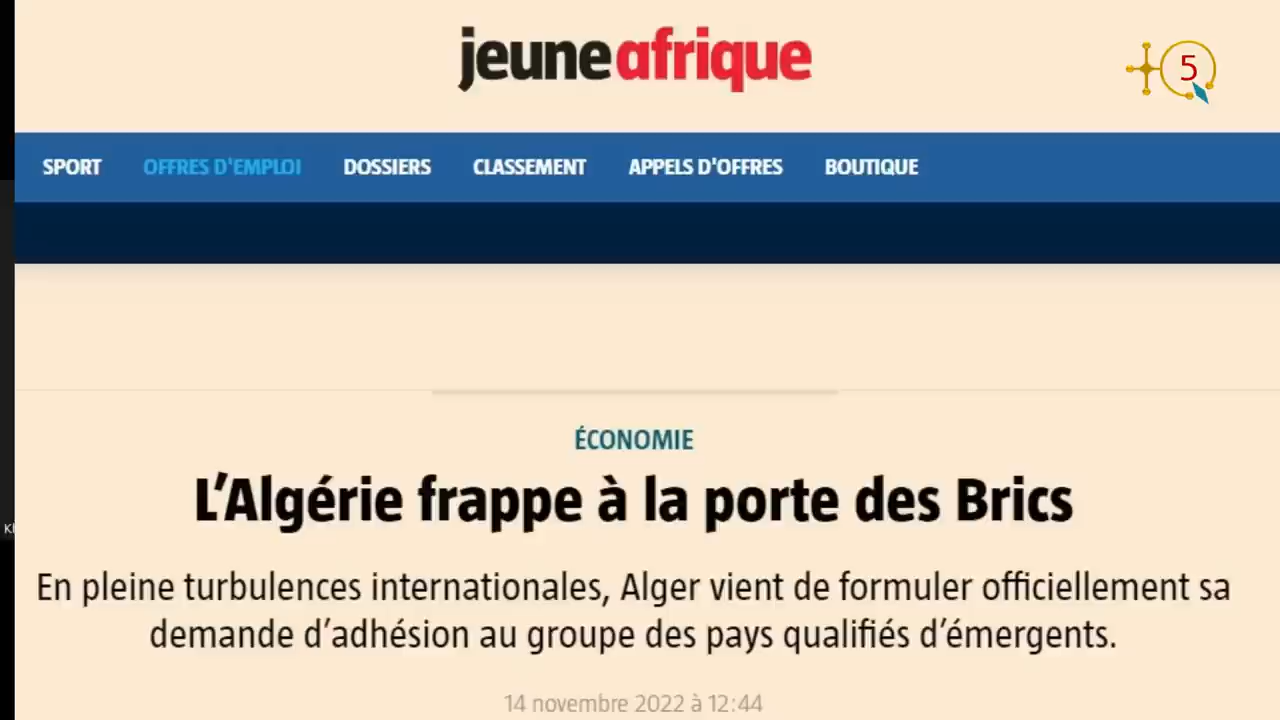 jeuneafrique
5
SPORT OFFRES D'EMPLOI DOSSIERS CLASSEMENT APPELS D'OFFRES BOUTIQUE
ÉCONOMIE
L'Algérie frappe à la porte des Brics
En pleine turbulences internationales, Alger vient de formuler officiellement sa
demande d'adhésion au groupe des pays qualifiés d'émergents.
14 novembre 2022 à 12:44